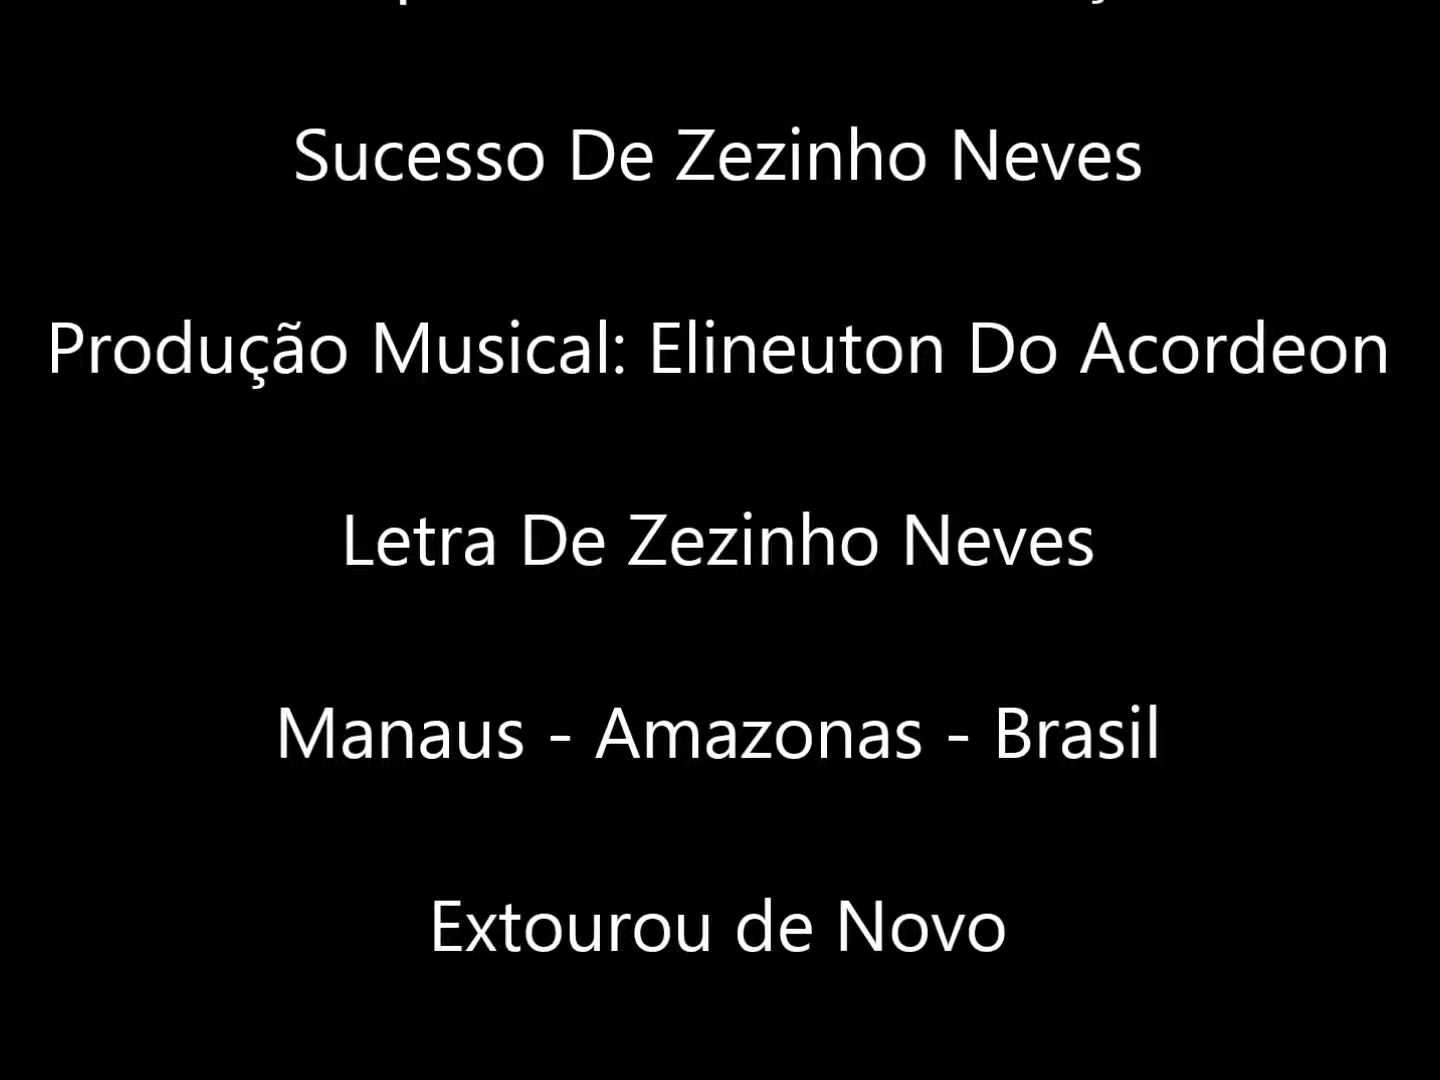 Sucesso De Zezinho Neves
Produção Musical: Elineuton Do Acordeon
Letra De Zezinho Neves
Manaus - Amazonas - Brasil
Extourou de Novo